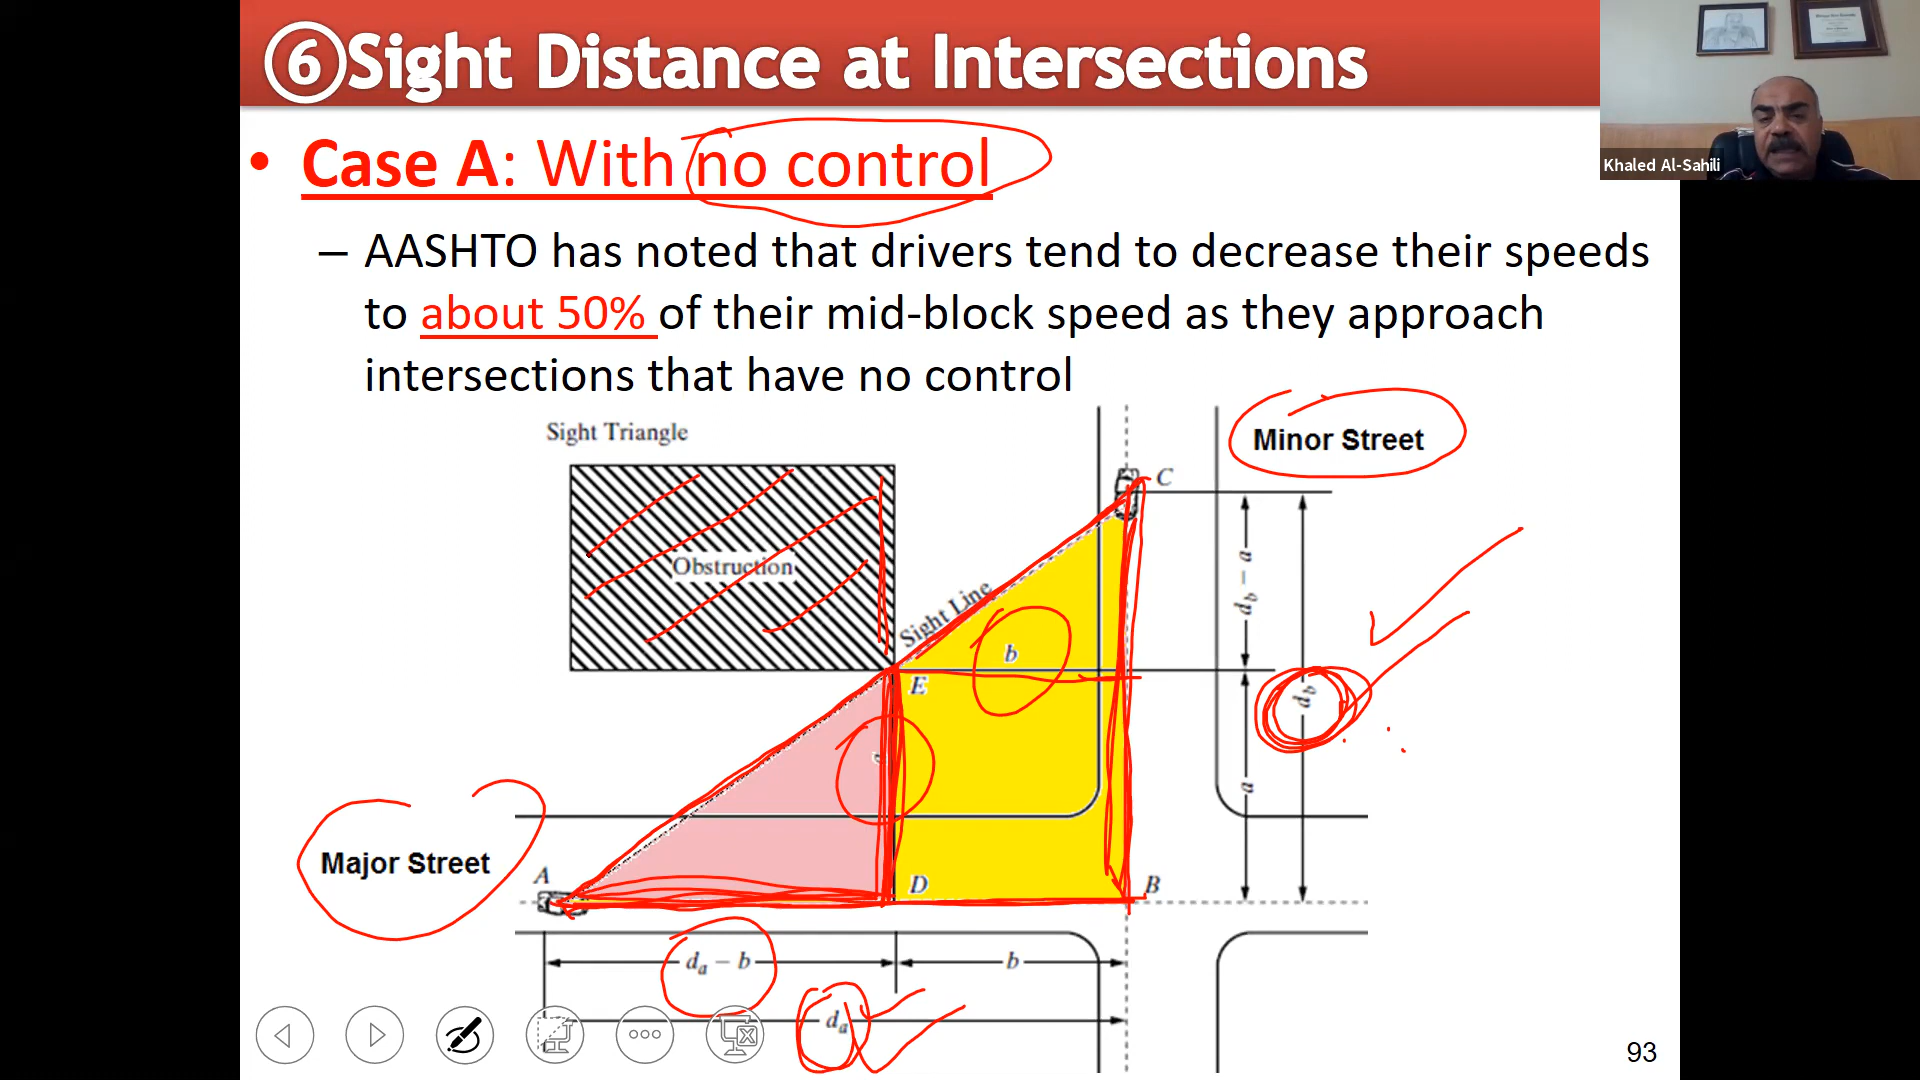 ⑥Sight Distance at Intersections
Khaled Al-Sahili
• Case A: With no control
– AASHTO has noted that drivers tend to decrease their speeds
to about 50% of their mid-block speed as they approach
intersections that have no control
Sight Triangle
Minor Street
C
Obstruction
Sight Line
d_b – a
b
E
d_b
a
a
Major Street
A
D
B
d_a – b
b
d_a
93